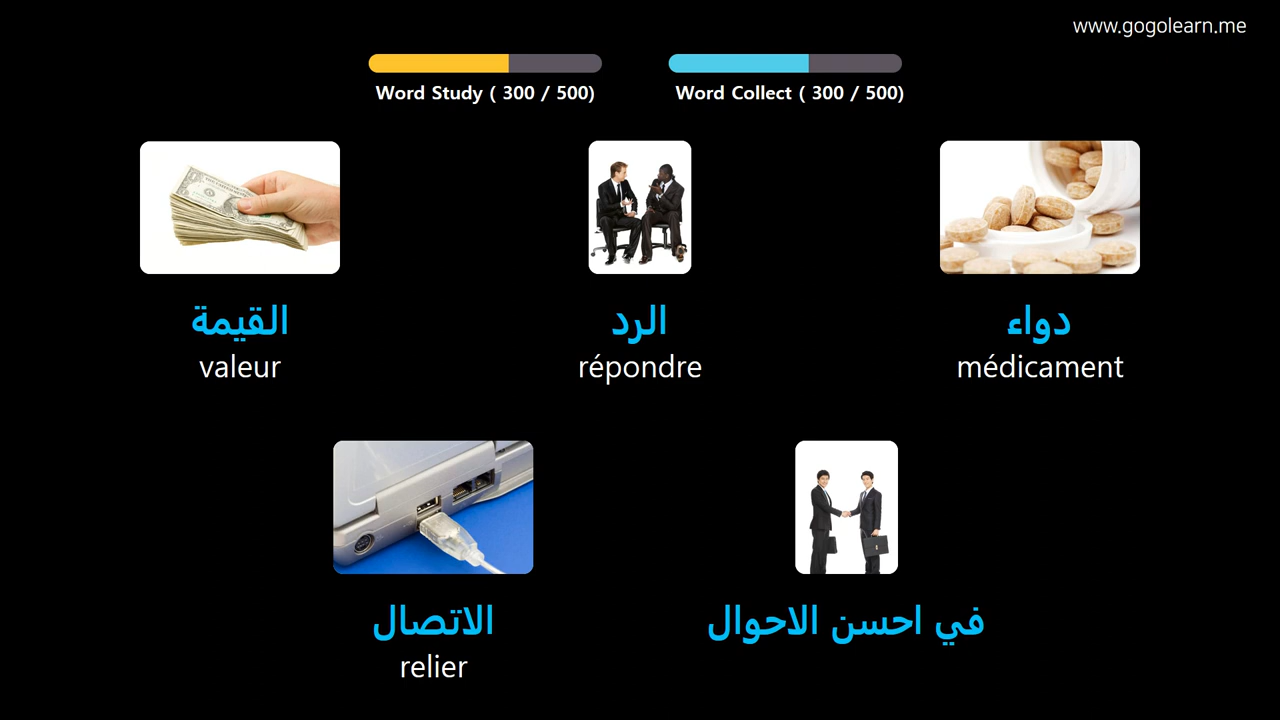 www.gogolearn.me
Word Study ( 300 / 500)
Word Collect ( 300 / 500)
القيمة
valeur
الرد
répondre
دواء
médicament
الاتصال
relier
في احسن الاحوال